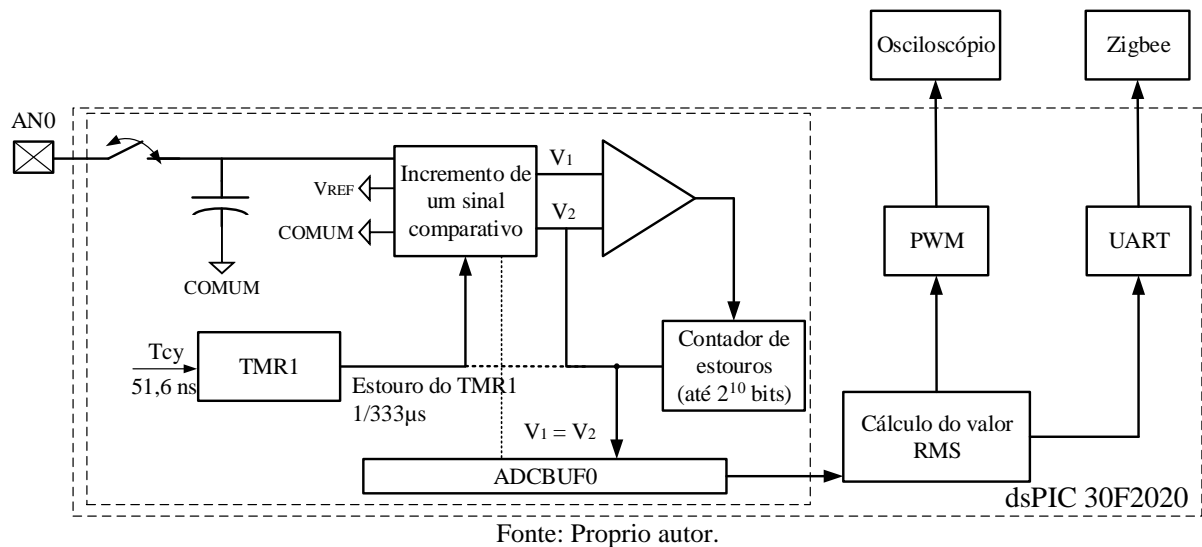 Osciloscópio
Zigbee
AN0
Incremento de
um sinal
comparativo
VREF
COMUM
V1
V2
COMUM
PWM
UART
Tcy
51,6 ns
TMR1
Estouro do TMR1
1/333µs
Contador de
estouros
(até 2¹⁰ bits)
V1 = V2
ADCBUF0
Cálculo do valor
RMS
dsPIC 30F2020
Fonte: Proprio autor.